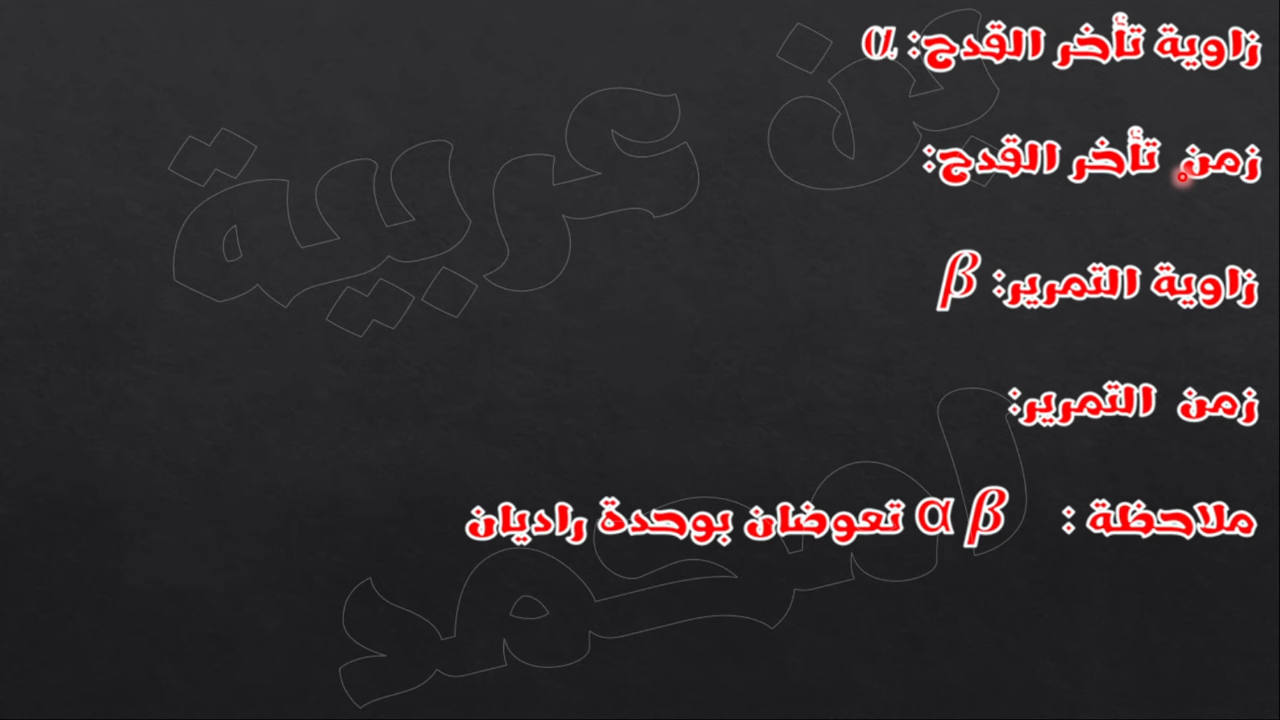 زاوية تأخر القدح: α
زمن تأخر القدح:
زاوية التمرير: β
زمن التمرير:
ملاحظة : β α تعوضان بوحدة راديان